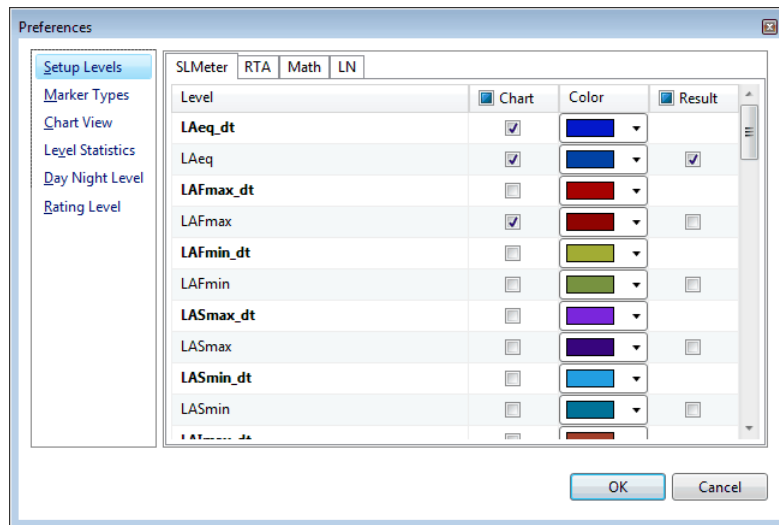 Preferences
Setup Levels
Marker Types
Chart View
Level Statistics
Day Night Level
Rating Level
SLMeter RTA Math LN
Level Chart Color Result
LAeq_dt
LAeq
LAFmax_dt
LAFmax
LAFmin_dt
LAFmin
LASmax_dt
LASmax
LASmin_dt
LASmin
OK Cancel